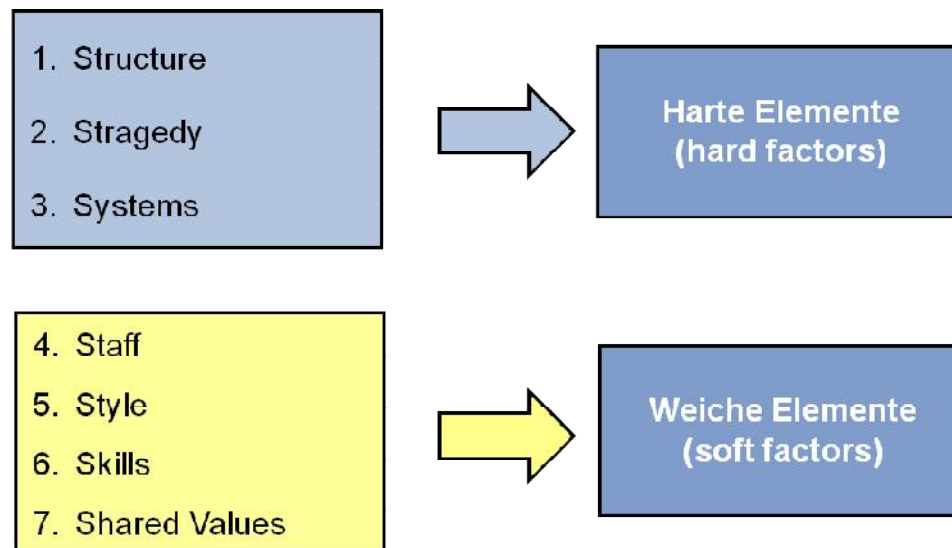 1. Structure
2. Stragedy
3. Systems
Harte Elemente
(hard factors)
4. Staff
5. Style
6. Skills
7. Shared Values
Weiche Elemente
(soft factors)